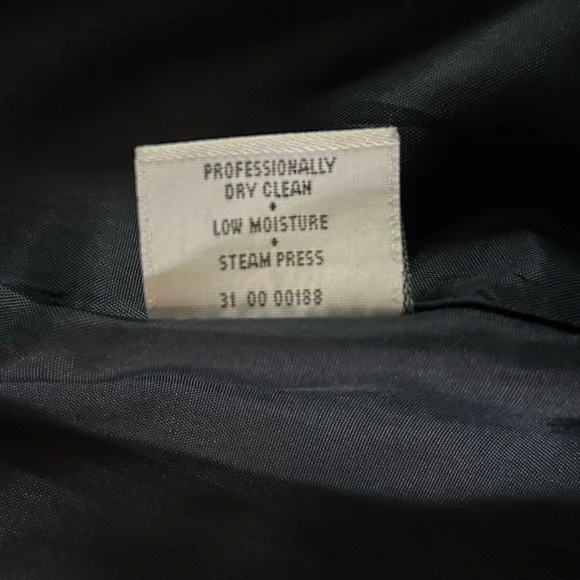 PROFESSIONALLY
DRY CLEAN
•
LOW MOISTURE
•
STEAM PRESS
31 00 00188